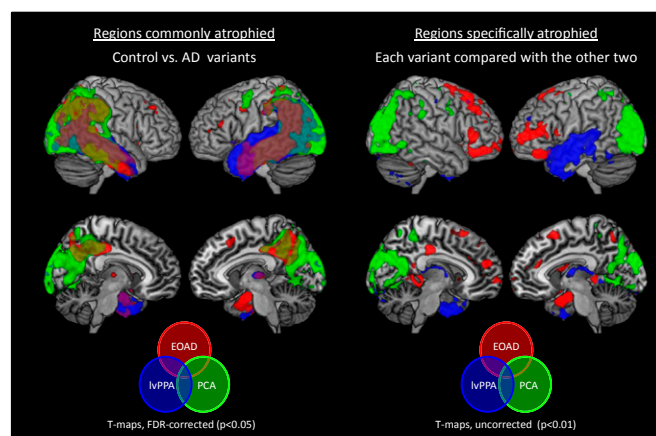 Regions commonly atrophied
Control vs. AD variants
Regions specifically atrophied
Each variant compared with the other two
EOAD
lvPPA
PCA
T-maps, FDR-corrected (p<0.05)
EOAD
lvPPA
PCA
T-maps, uncorrected (p<0.01)